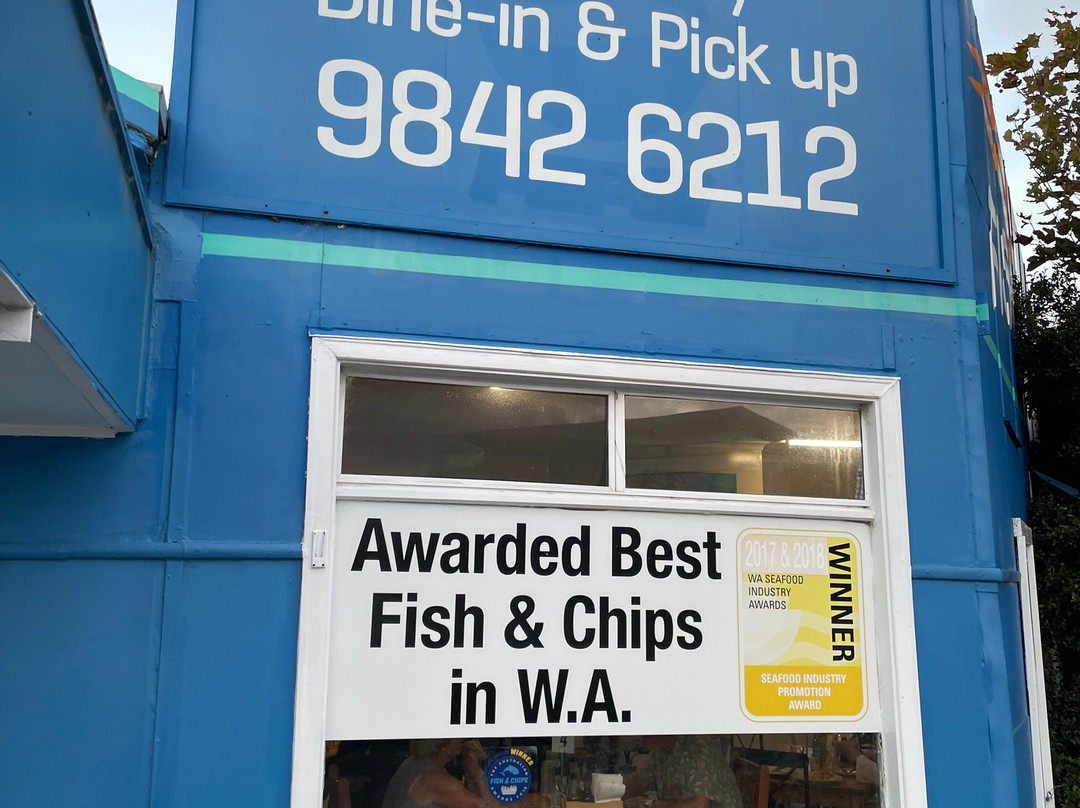 Dine-in & Pick up
9842 6212
Awarded Best
Fish & Chips
in W.A.
2017 & 2018
WA SEAFOOD
INDUSTRY
AWARDS
WINNER
SEAFOOD INDUSTRY
PROMOTION
AWARD
4
WINNER
FISH & CHIPS